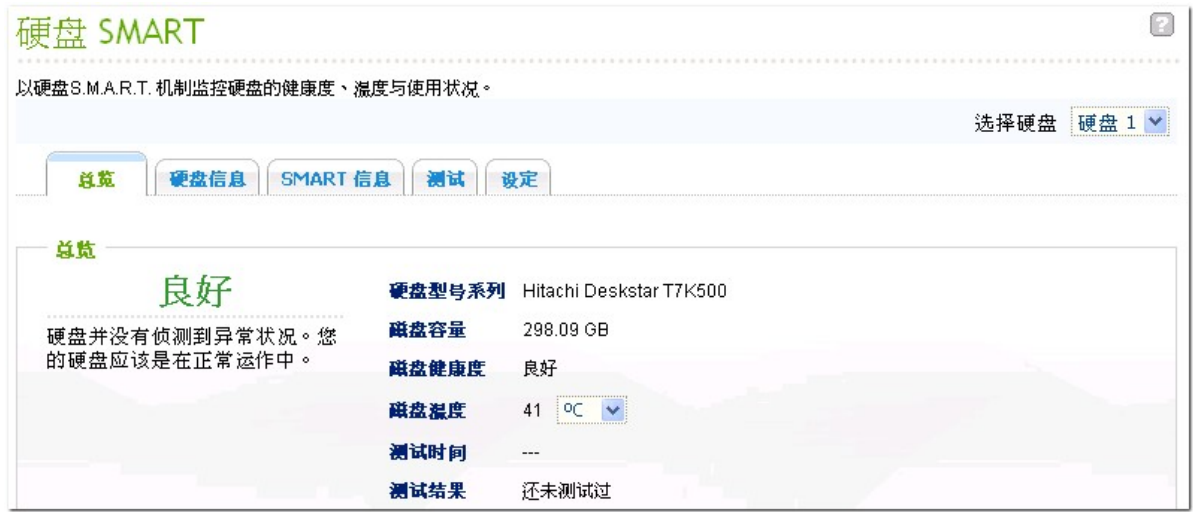 硬盘 SMART
?
以硬盘S.M.A.R.T. 机制监控硬盘的健康度、温度与使用状况。
选择硬盘 硬盘 1
总览 硬盘信息 SMART 信息 测试 设定
总览
良好
硬盘并没有侦测到异常状况。您
的硬盘应该是在正常运作中。
硬盘型号系列 Hitachi Deskstar T7K500
磁盘容量 298.09 GB
磁盘健康度 良好
磁盘温度 41 ºC
测试时间 ---
测试结果 还未测试过